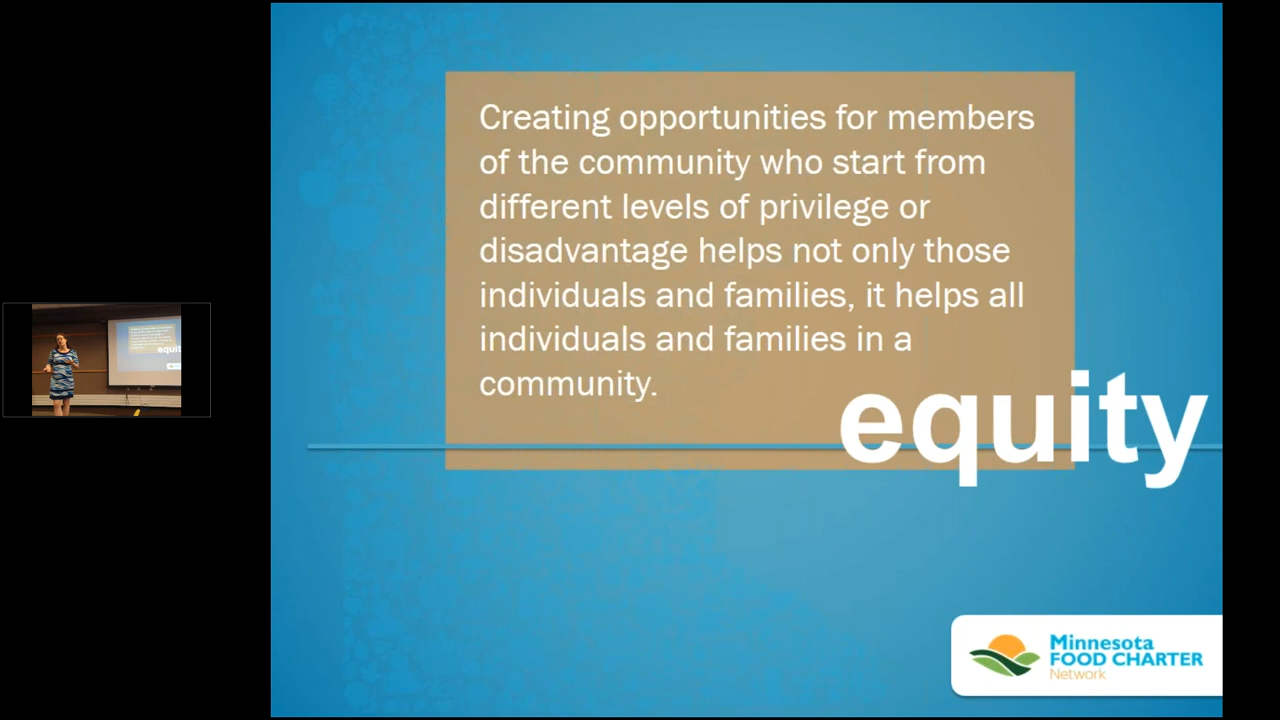 Creating opportunities for members
of the community who start from
different levels of privilege or
disadvantage helps not only those
individuals and families, it helps all
individuals and families in a
community.
equity
Minnesota
FOOD CHARTER
Network
equit